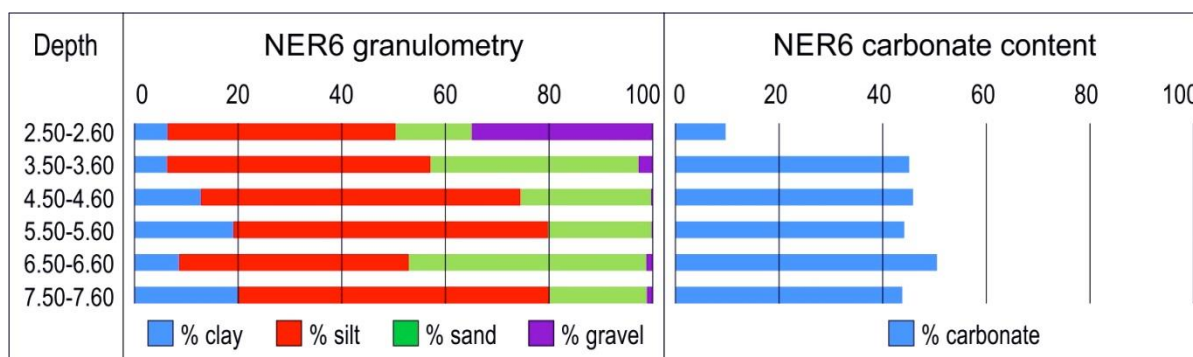 Depth
NER6 granulometry
NER6 carbonate content
0 20 40 60 80 100
0 20 40 60 80 100
2.50-2.60
3.50-3.60
4.50-4.60
5.50-5.60
6.50-6.60
7.50-7.60
% clay % silt % sand % gravel
% carbonate